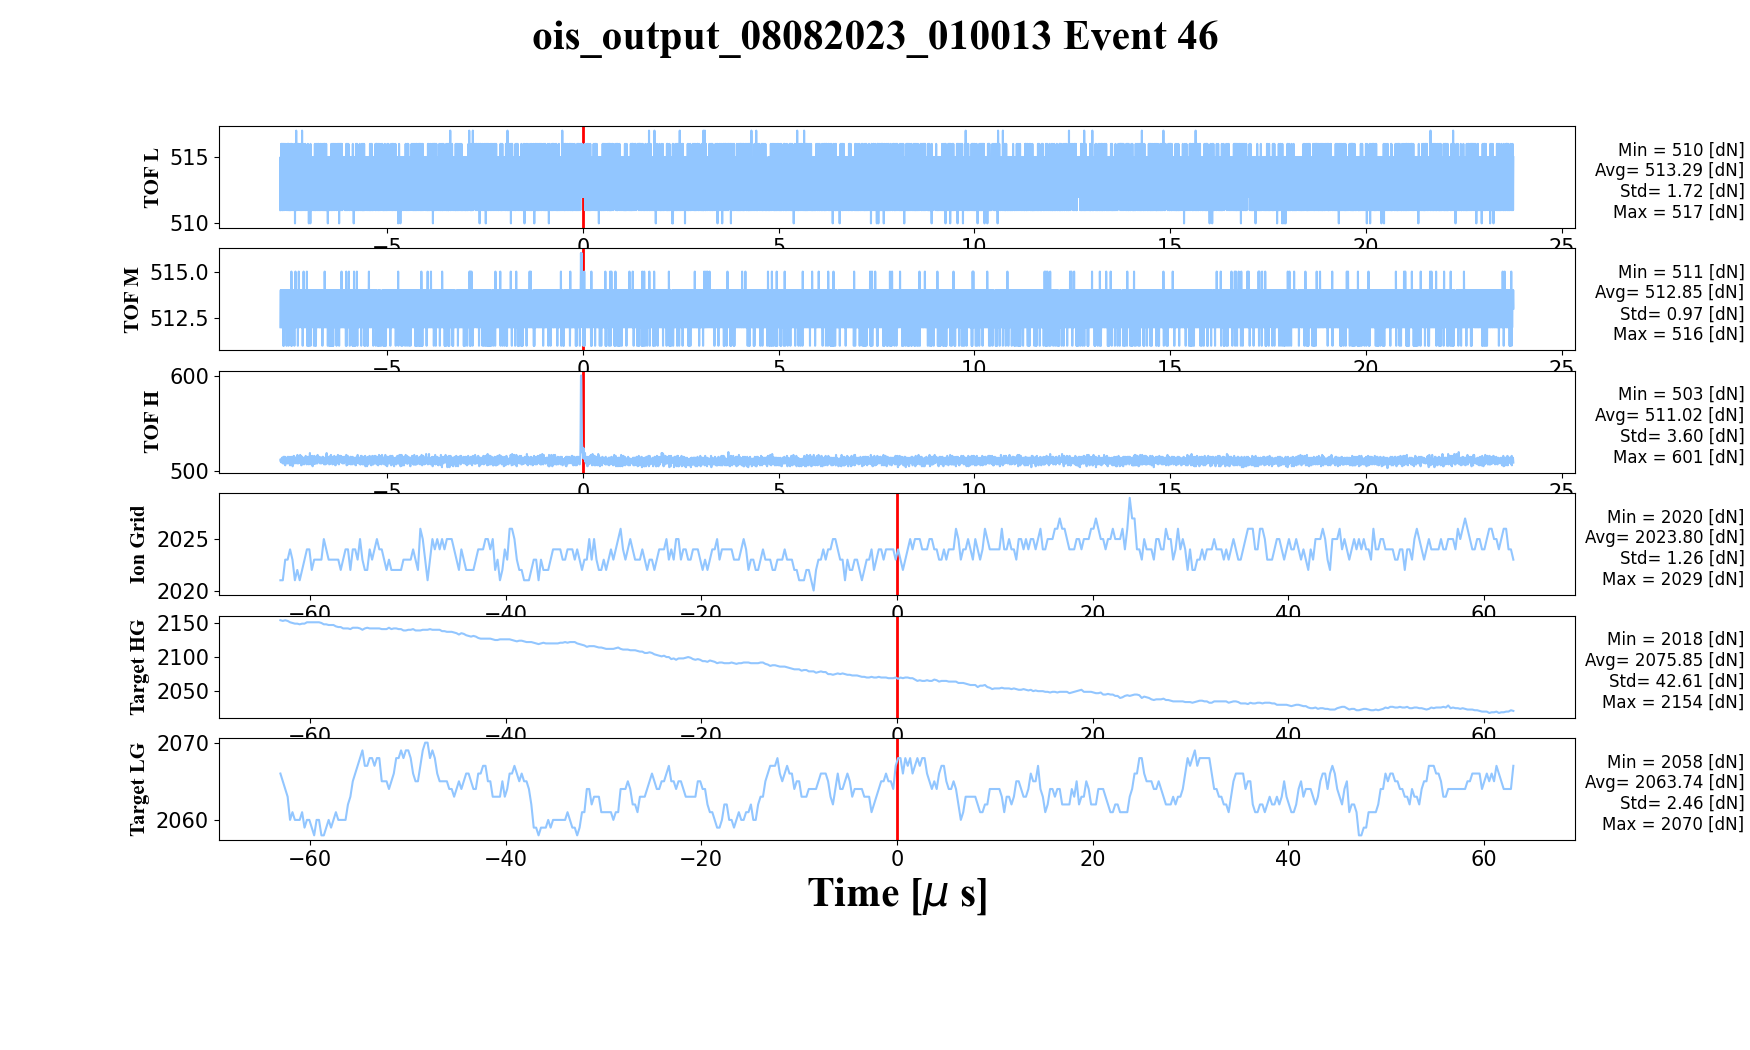 ois_output_08082023_010013 Event 46
TOF L
515
510
Min = 510 [dN]
Avg= 513.29 [dN]
Std= 1.72 [dN]
Max = 517 [dN]
−5 0 5 10 15 20 25
TOF M
515.0
512.5
Min = 511 [dN]
Avg= 512.85 [dN]
Std= 0.97 [dN]
Max = 516 [dN]
−5 0 5 10 15 20 25
TOF H
600
500
Min = 503 [dN]
Avg= 511.02 [dN]
Std= 3.60 [dN]
Max = 601 [dN]
−5 0 5 10 15 20 25
Ion Grid
2025
2020
Min = 2020 [dN]
Avg= 2023.80 [dN]
Std= 1.26 [dN]
Max = 2029 [dN]
−60 −40 −20 0 20 40 60
Target HG
2150
2100
2050
Min = 2018 [dN]
Avg= 2075.85 [dN]
Std= 42.61 [dN]
Max = 2154 [dN]
−60 −40 −20 0 20 40 60
Target LG
2070
2060
Min = 2058 [dN]
Avg= 2063.74 [dN]
Std= 2.46 [dN]
Max = 2070 [dN]
−60 −40 −20 0 20 40 60
Time [μ s]